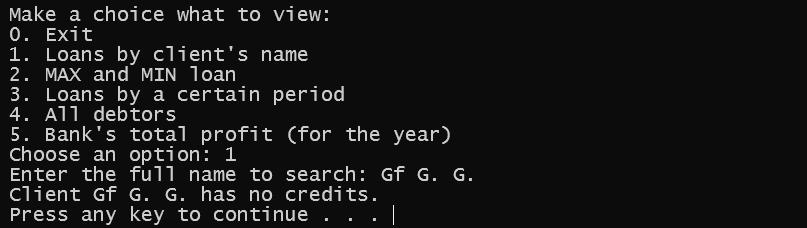 Make a choice what to view:
0. Exit
1. Loans by client's name
2. MAX and MIN loan
3. Loans by a certain period
4. All debtors
5. Bank's total profit (for the year)
Choose an option: 1
Enter the full name to search: Gf G. G.
Client Gf G. G. has no credits.
Press any key to continue . . .